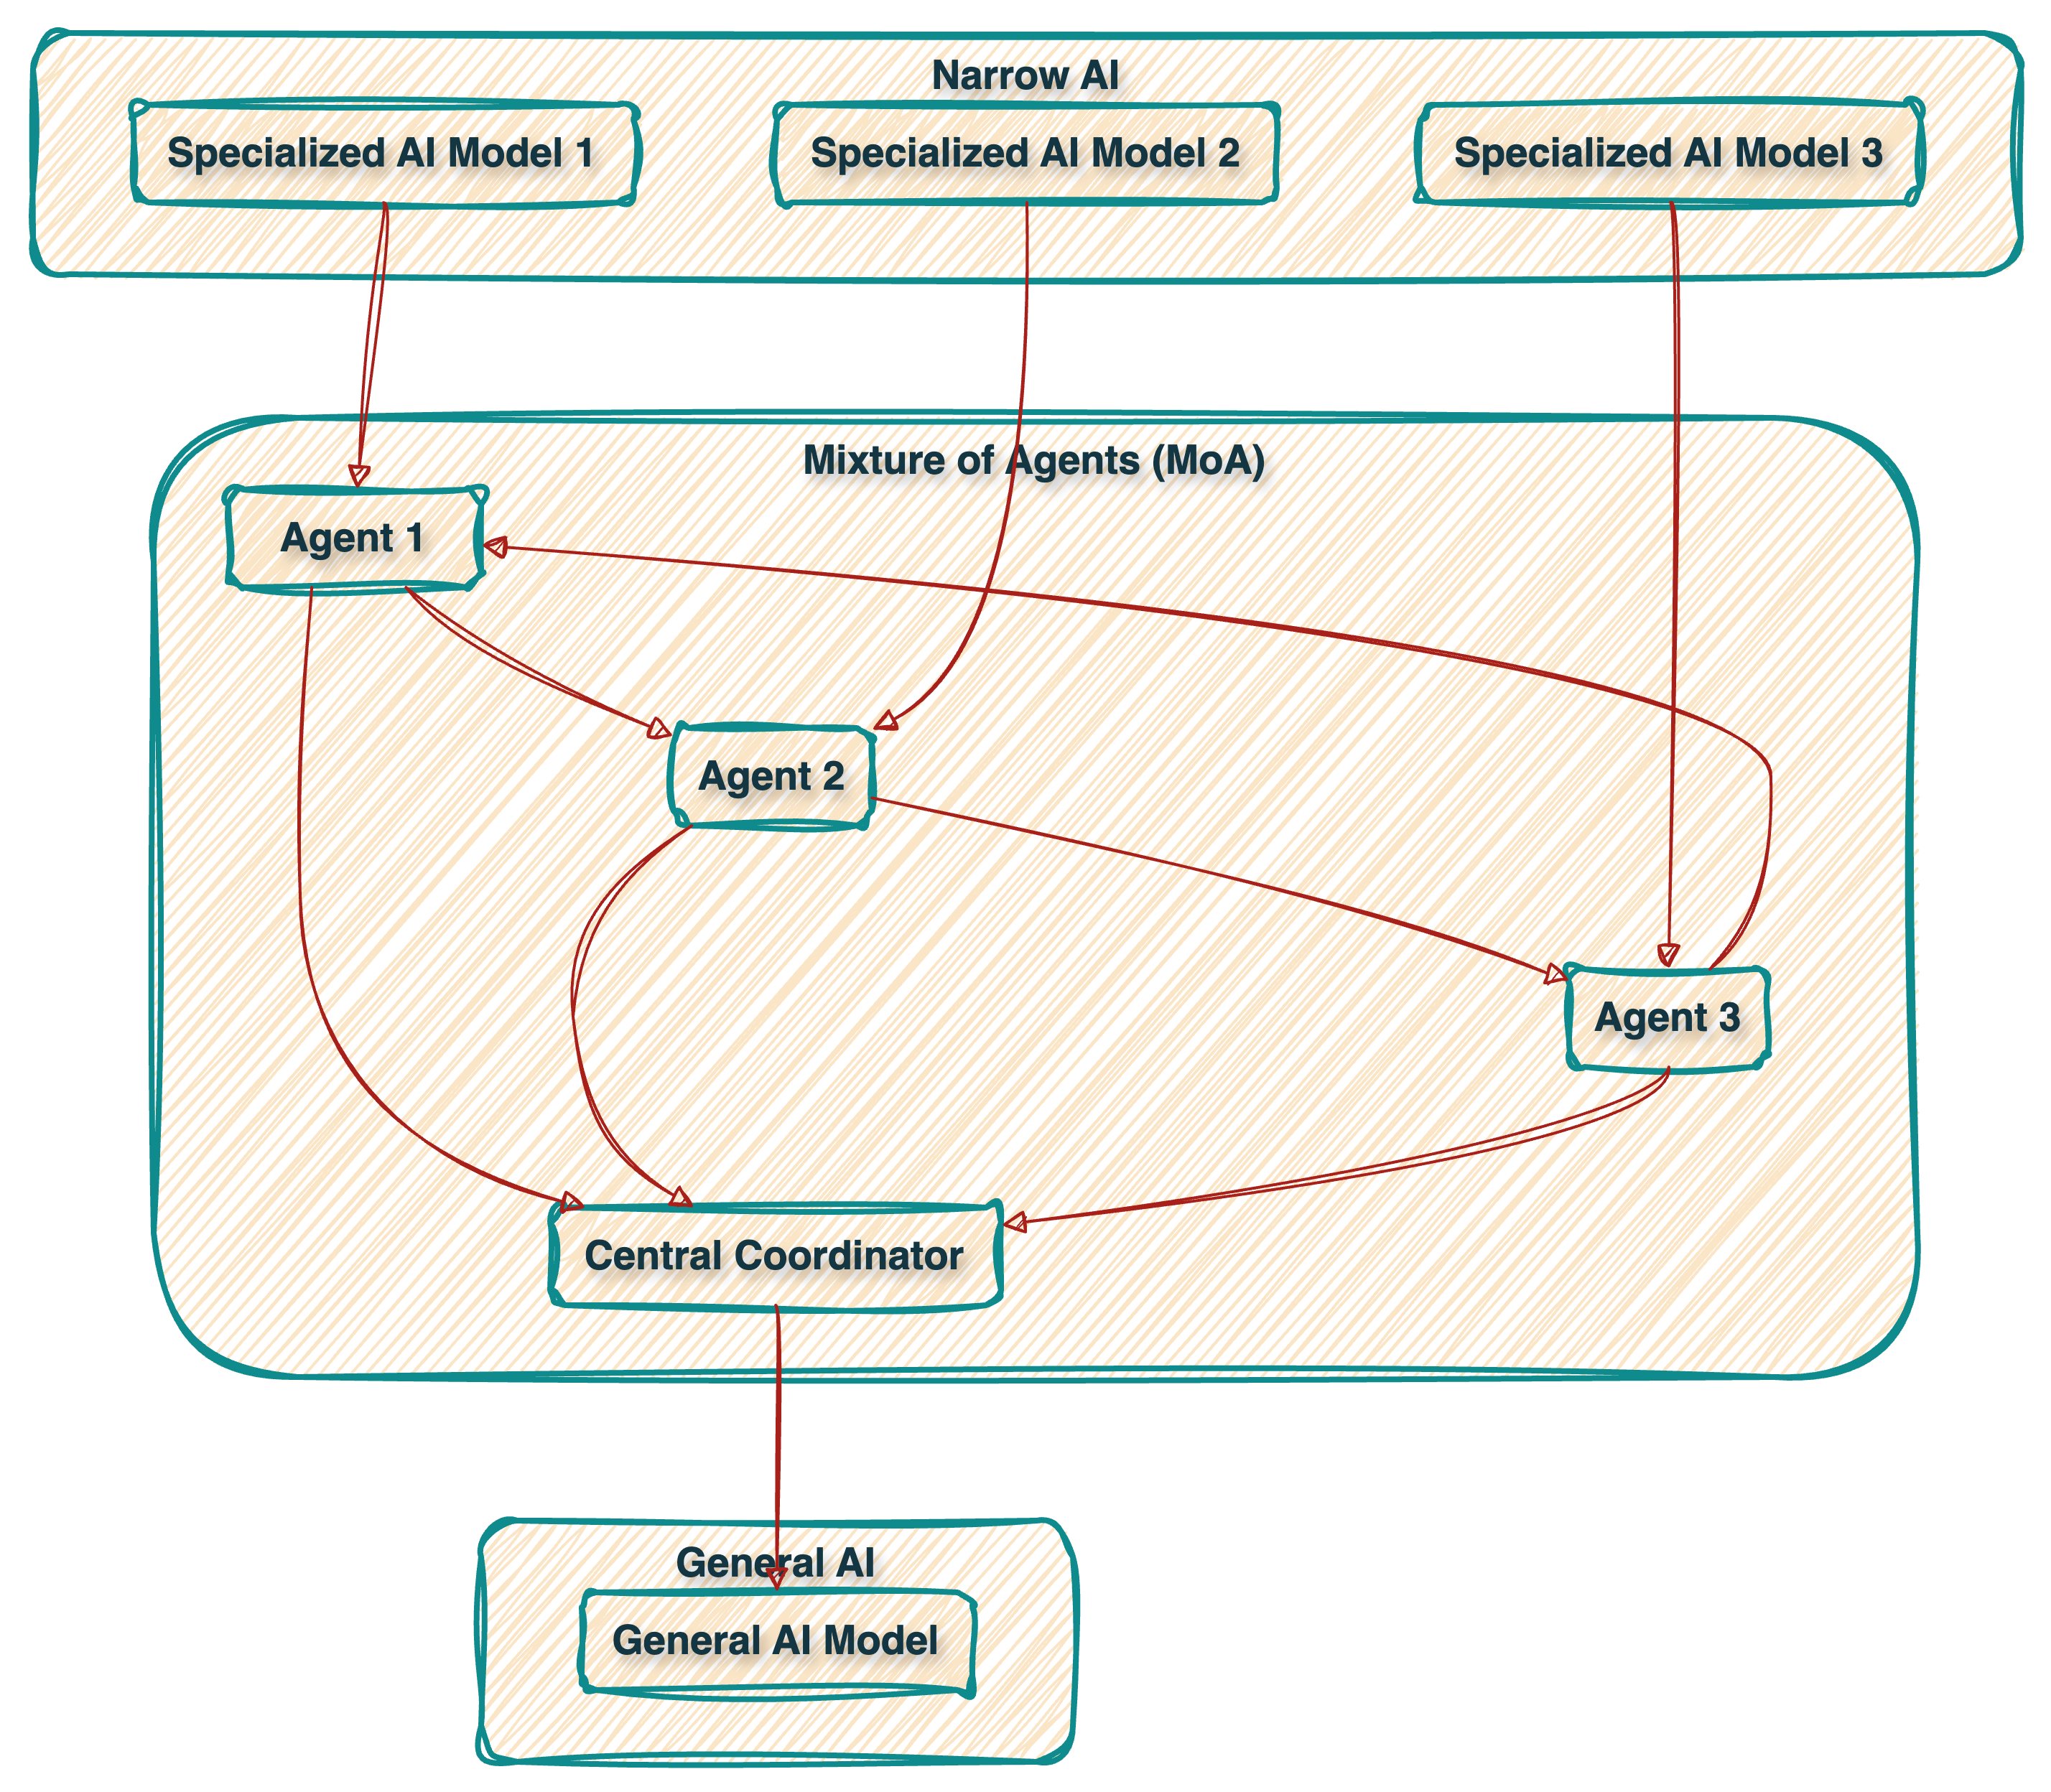 Narrow AI
Specialized AI Model 1
Specialized AI Model 2
Specialized AI Model 3
Mixture of Agents (MoA)
Agent 1
Agent 2
Agent 3
Central Coordinator
General AI
General AI Model